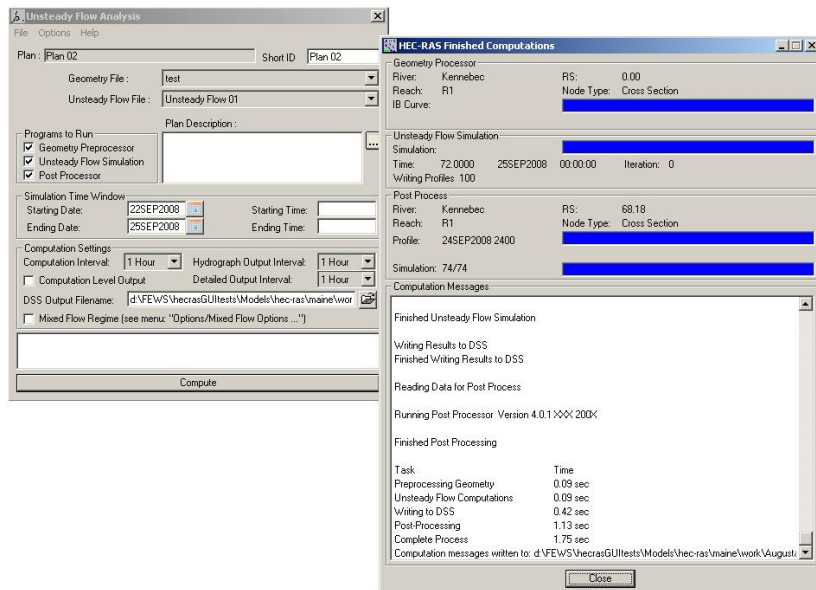 Unsteady Flow Analysis
File Options Help
Plan : Plan 02 Short ID Plan 02
Geometry File : test
Unsteady Flow File : Unsteady Flow 01
Plan Description :
Programs to Run
Geometry Preprocessor
Unsteady Flow Simulation
Post Processor
...
Simulation Time Window
Starting Date: 22SEP2008 Starting Time:
Ending Date: 25SEP2008 Ending Time:
Computation Settings
Computation Interval: 1 Hour Hydrograph Output Interval: 1 Hour
Computation Level Output Detailed Output Interval: 1 Hour
DSS Output Filename: d:\FEWS\hecrasGUItests\Models\hec-ras\maine\wor
Mixed Flow Regime (see menu: "Options/Mixed Flow Options ...")
Compute
HEC-RAS Finished Computations
Geometry Processor
River: Kennebec RS: 0.00
Reach: R1 Node Type: Cross Section
IB Curve:
Unsteady Flow Simulation
Simulation:
Time: 72.0000 25SEP2008 00:00:00 Iteration: 0
Writing Profiles 100
Post Process
River: Kennebec RS: 68.18
Reach: R1 Node Type: Cross Section
Profile: 24SEP2008 2400
Simulation: 74/74
Computation Messages
Finished Unsteady Flow Simulation
Writing Results to DSS
Finished Writing Results to DSS
Reading Data for Post Process
Running Post Processor Version 4.0.1 XXX 200X
Finished Post Processing
Task Time
Preprocessing Geometry 0.09 sec
Unsteady Flow Computations 0.09 sec
Writing to DSS 0.42 sec
Post-Processing 1.13 sec
Complete Process 1.75 sec
Computation messages written to: d:\FEWS\hecrasGUItests\Models\hec-ras\maine\work\Augusta
Close